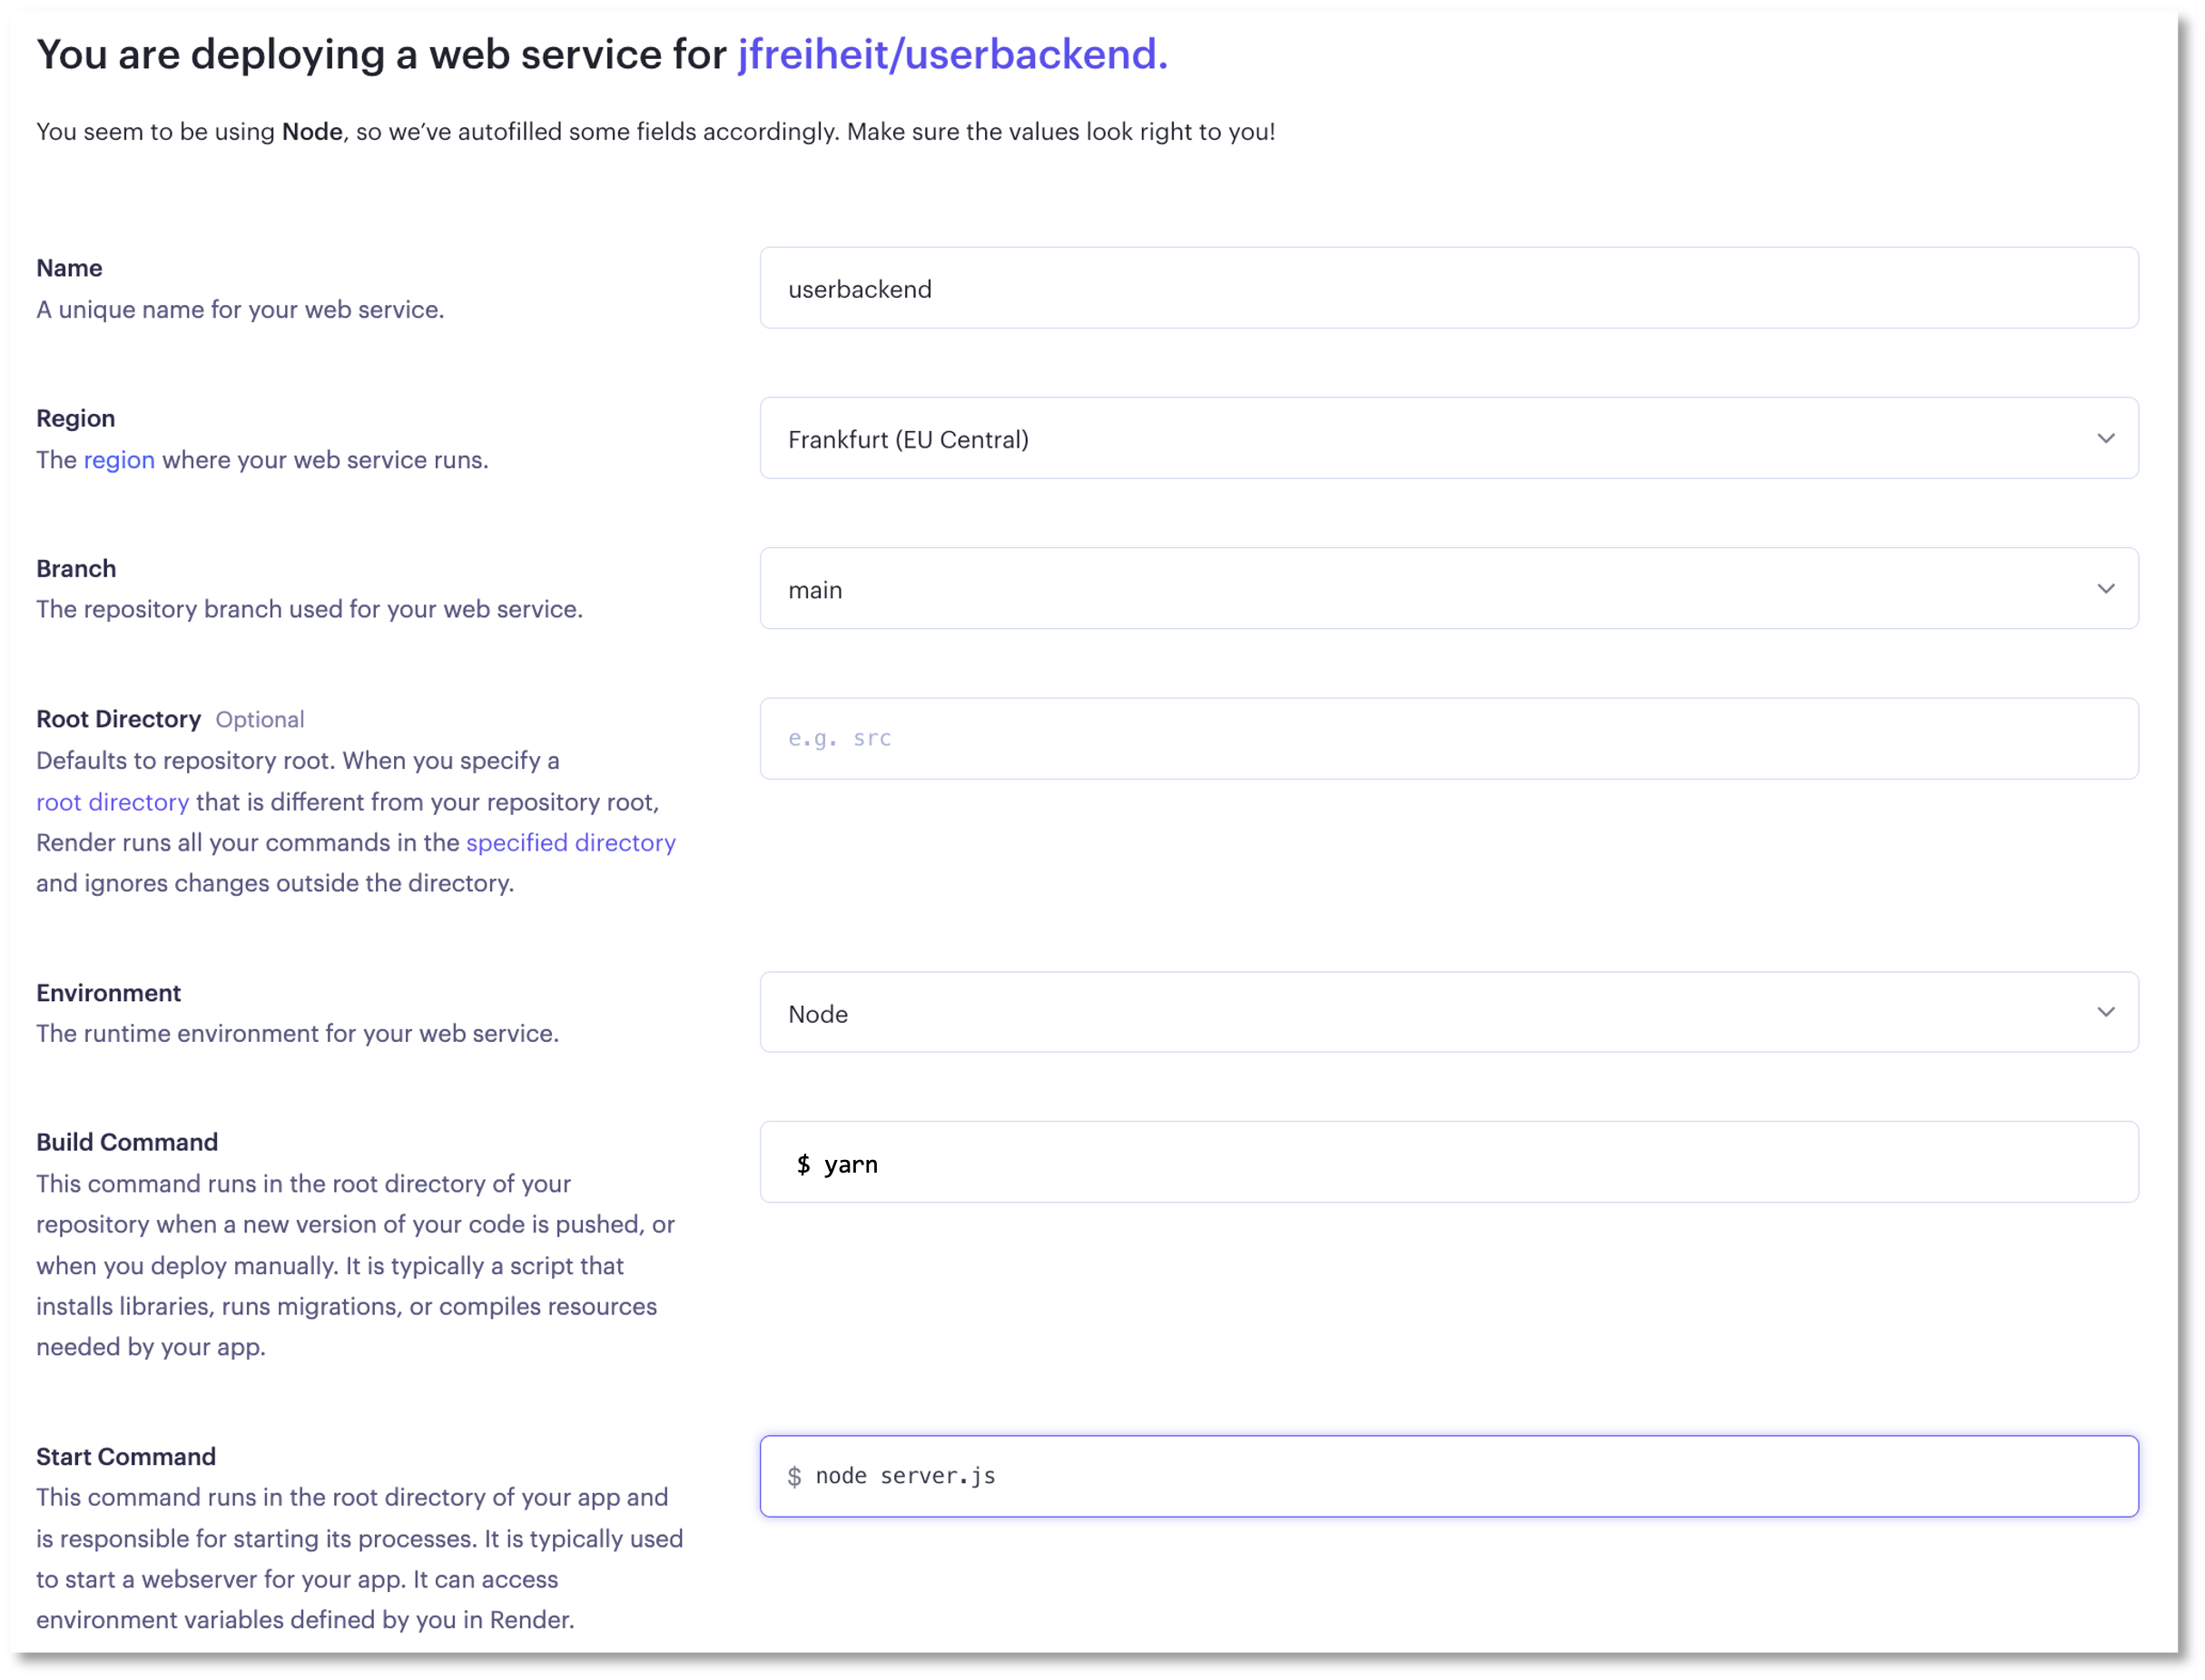 You are deploying a web service for jfreiheit/userbackend.
You seem to be using Node, so we’ve autofilled some fields accordingly. Make sure the values look right to you!
Name
A unique name for your web service.
userbackend
Region
The region where your web service runs.
Frankfurt (EU Central)
Branch
The repository branch used for your web service.
main
Root Directory Optional
Defaults to repository root. When you specify a
root directory that is different from your repository root,
Render runs all your commands in the specified directory
and ignores changes outside the directory.
e.g. src
Environment
The runtime environment for your web service.
Node
Build Command
This command runs in the root directory of your
repository when a new version of your code is pushed, or
when you deploy manually. It is typically a script that
installs libraries, runs migrations, or compiles resources
needed by your app.
$ yarn
Start Command
This command runs in the root directory of your app and
is responsible for starting its processes. It is typically used
to start a webserver for your app. It can access
environment variables defined by you in Render.
$ node server.js